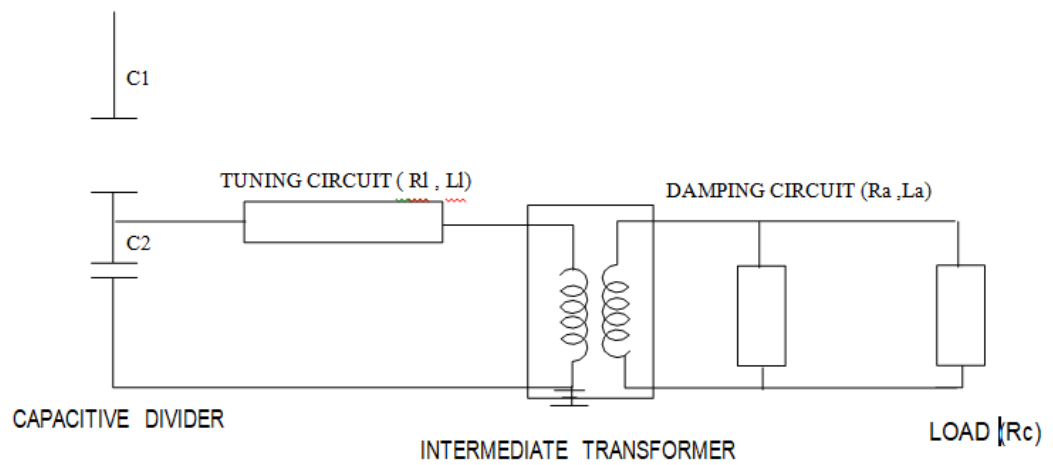 C1
TUNING CIRCUIT ( Rl , Ll)
DAMPING CIRCUIT (Ra ,La)
C2
CAPACITIVE DIVIDER
INTERMEDIATE TRANSFORMER
LOAD (Rc)